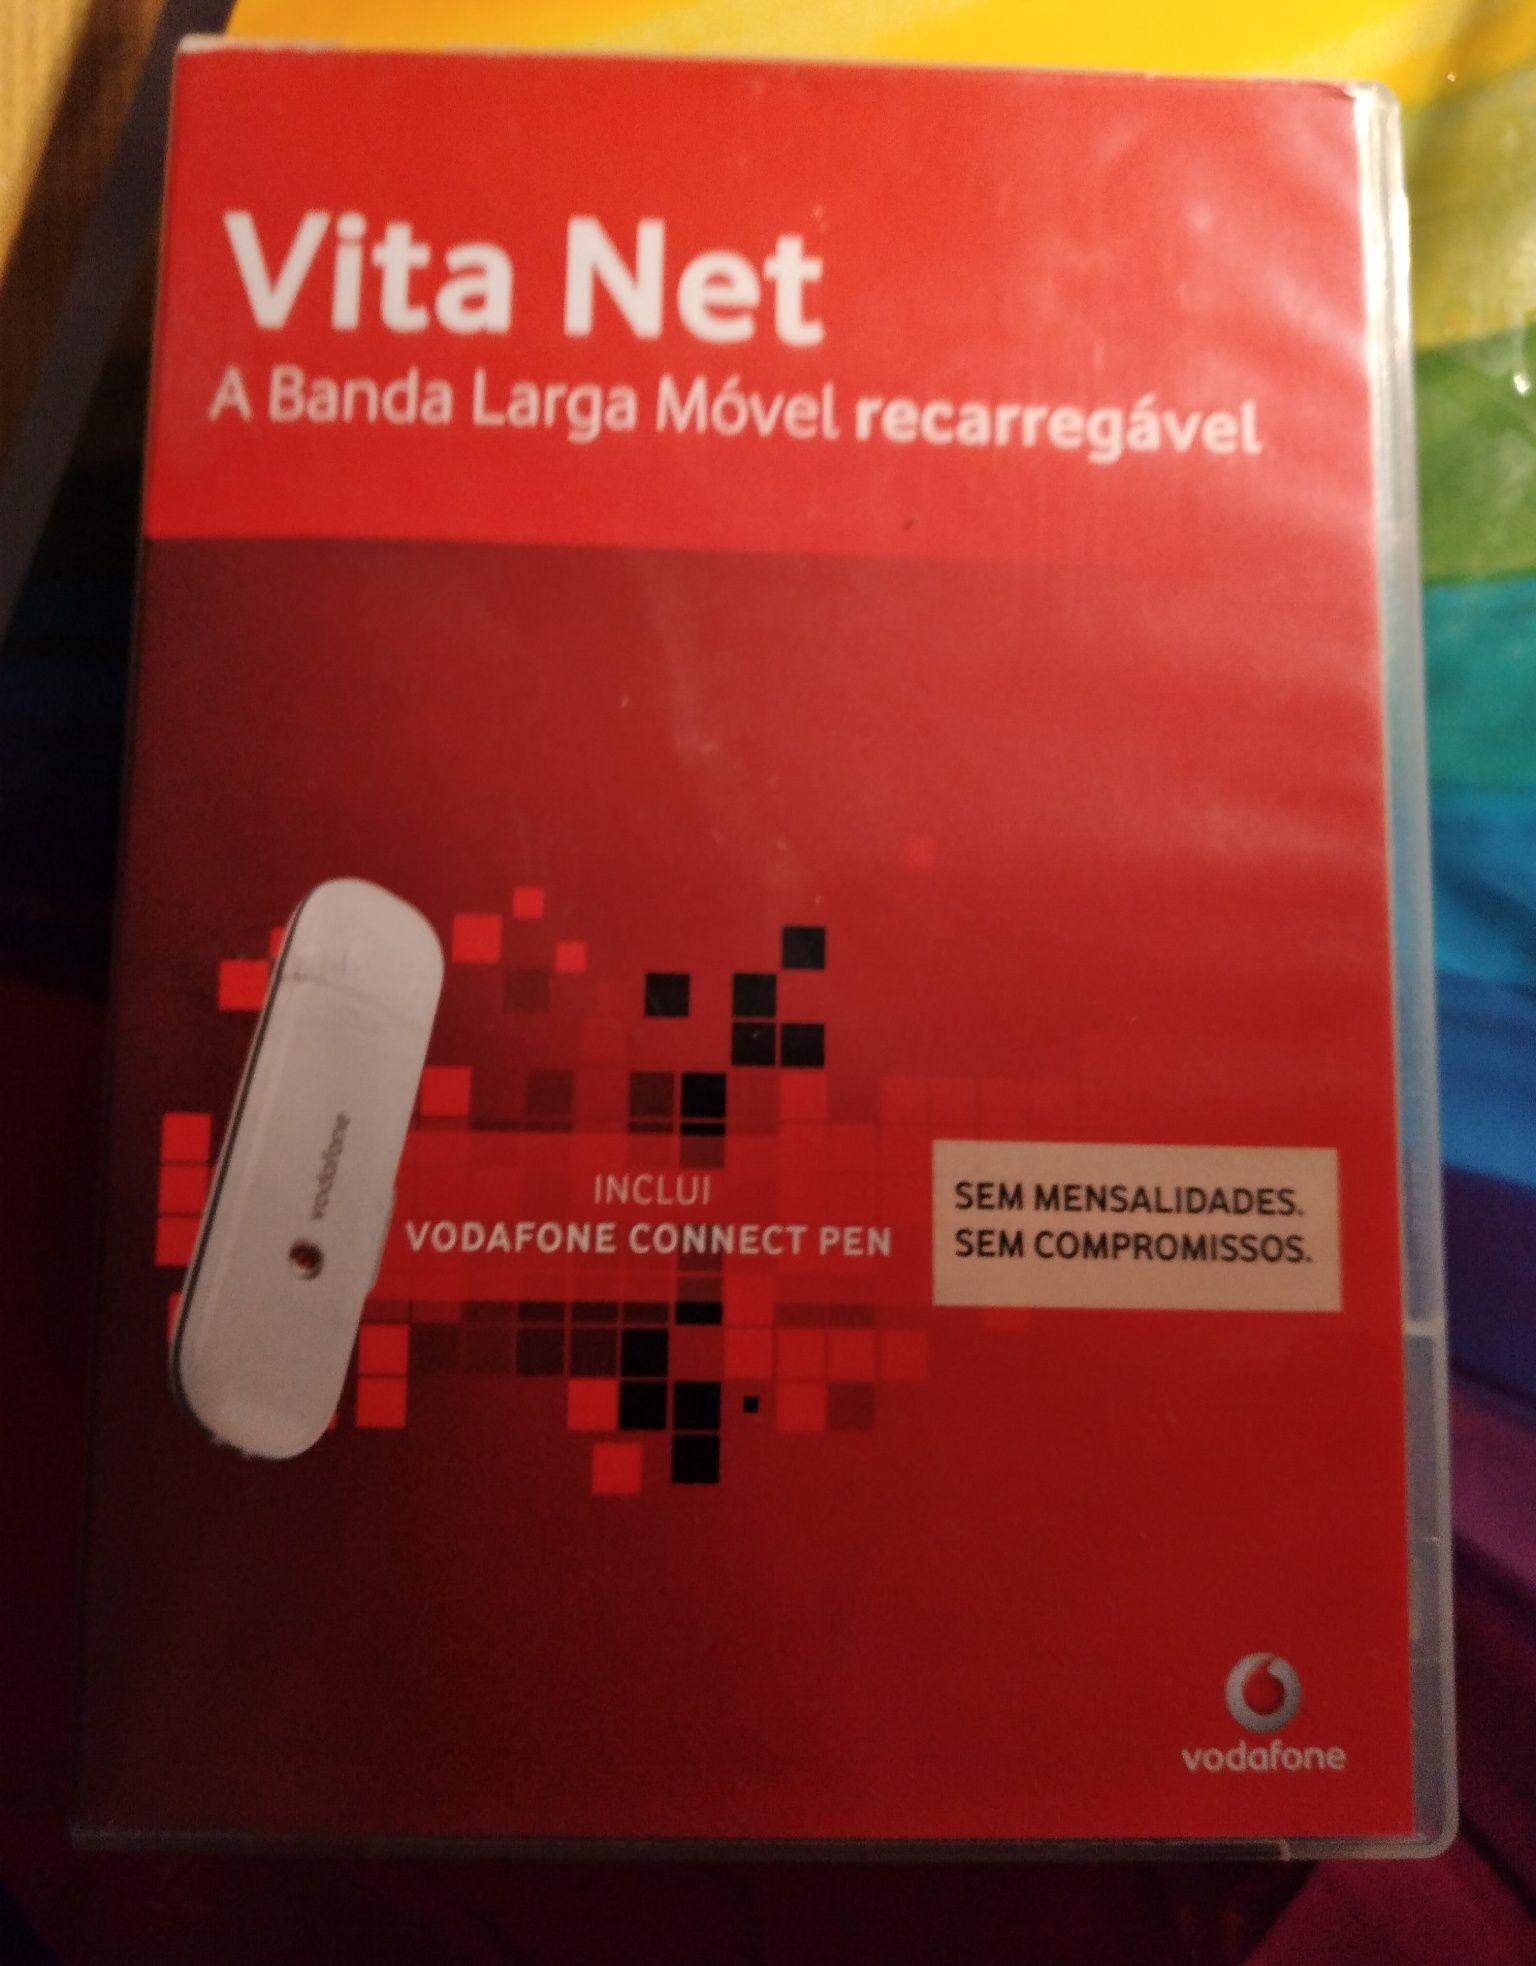 Vita Net
A Banda Larga Móvel recarregável
vodafone
INCLUI
VODAFONE CONNECT PEN
SEM MENSALIDADES.
SEM COMPROMISSOS.
vodafone